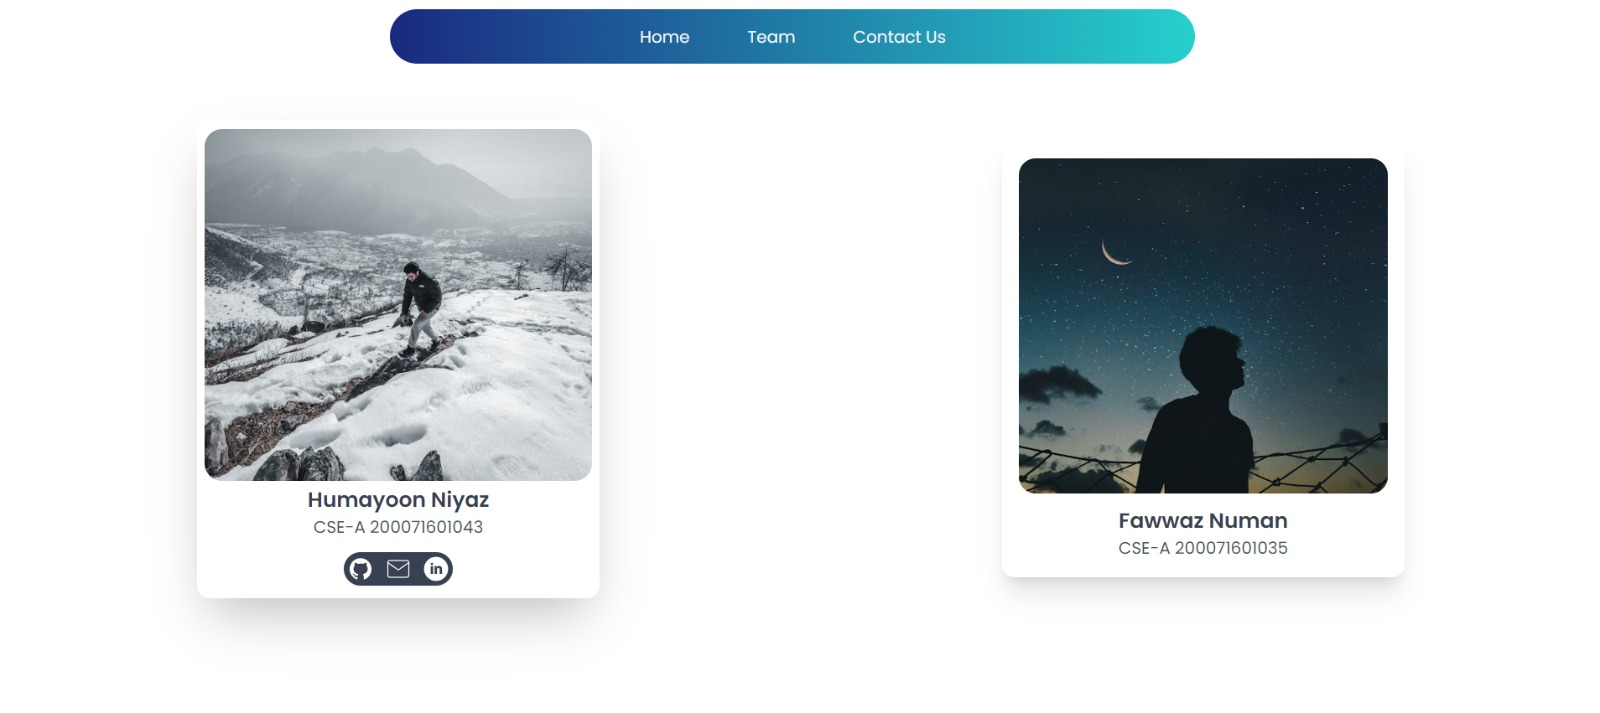 Home Team Contact Us
Humayoon Niyaz
CSE-A 200071601043
in
Fawwaz Numan
CSE-A 200071601035